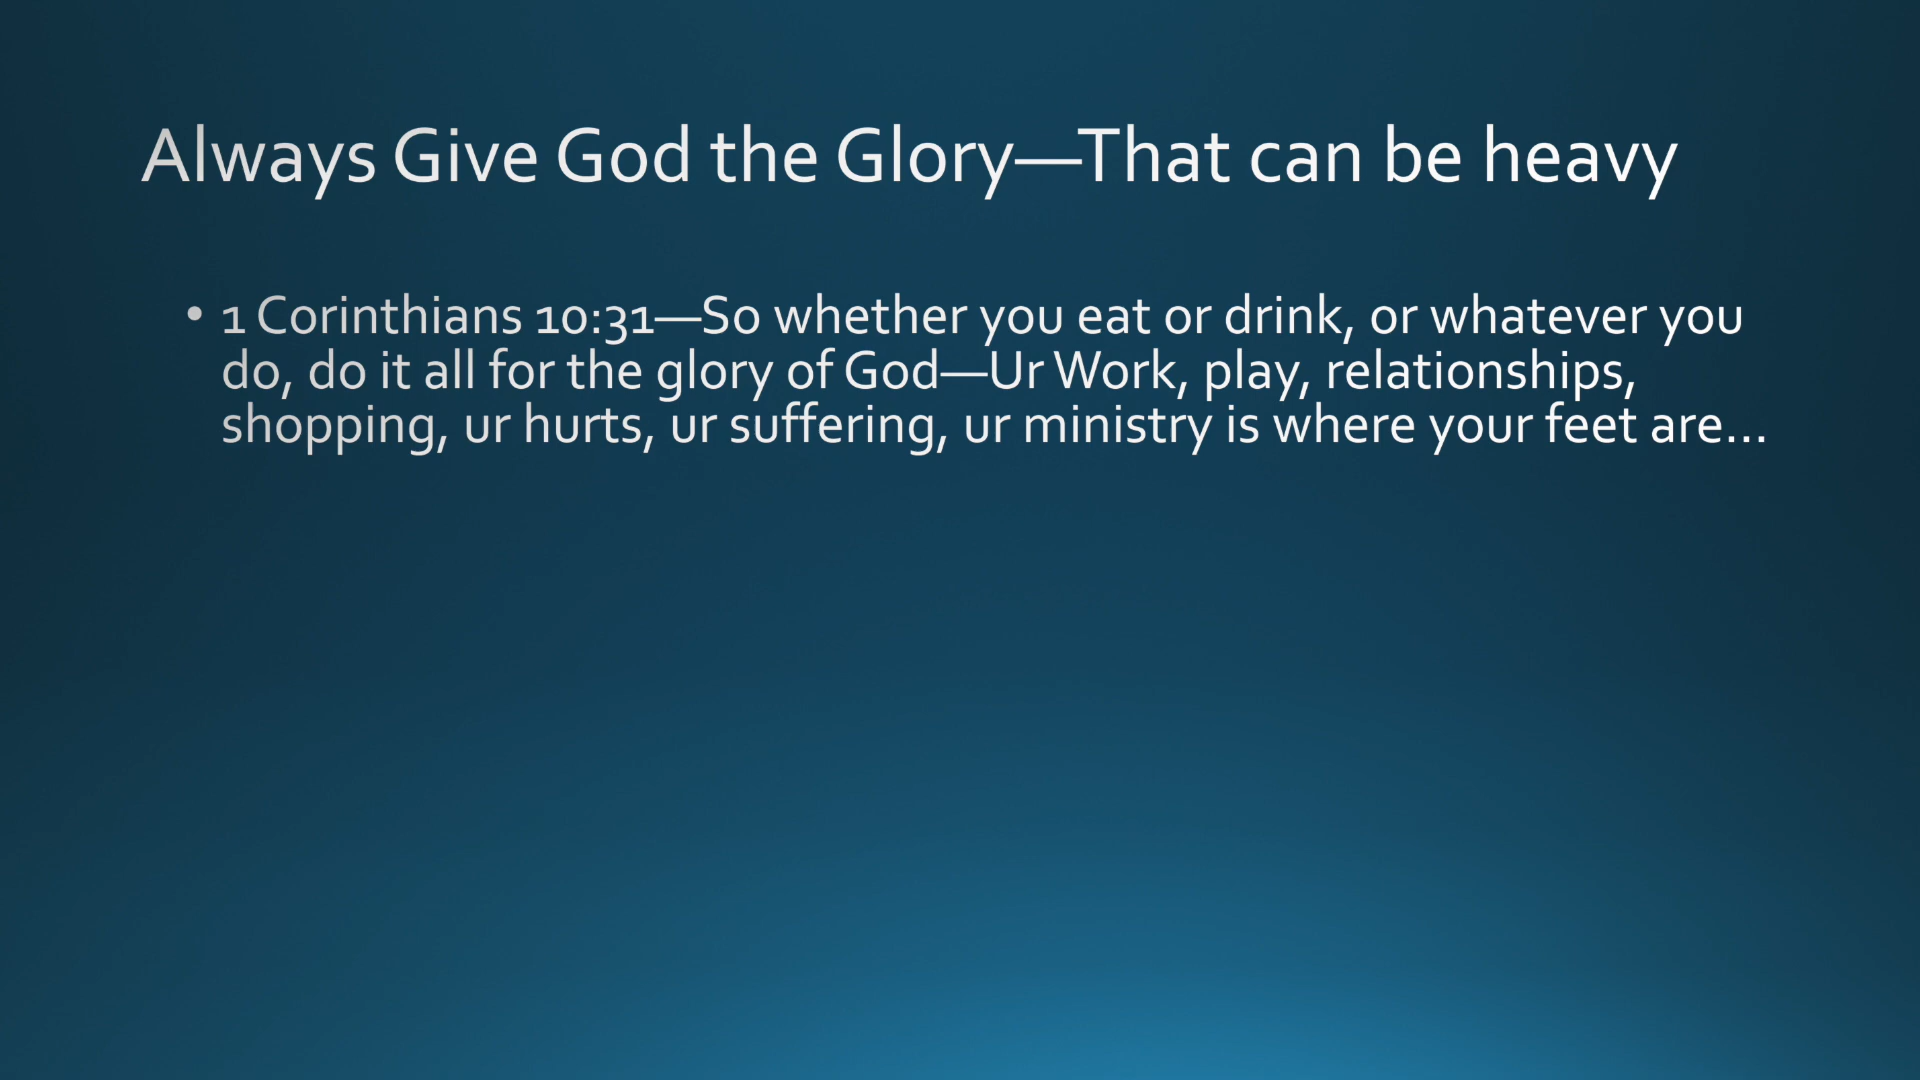 Always Give God the Glory—That can be heavy
• 1 Corinthians 10:31—So whether you eat or drink, or whatever you
do, do it all for the glory of God—Ur Work, play, relationships,
shopping, ur hurts, ur suffering, ur ministry is where your feet are...